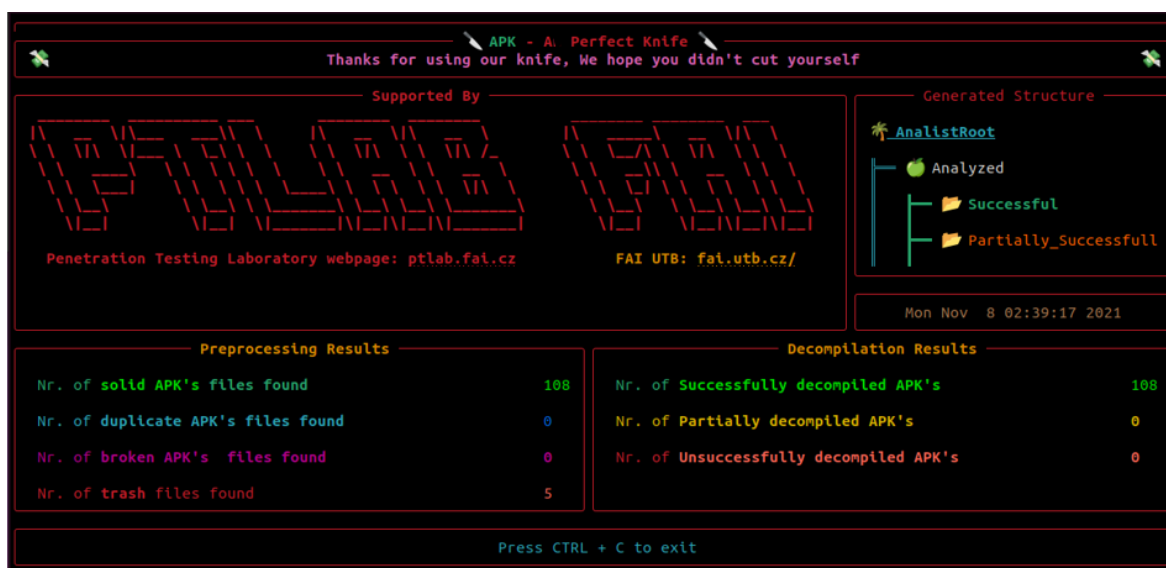 🔪 APK - A Perfect Knife 🔪
💸 Thanks for using our knife, We hope you didn't cut yourself 💸
Supported By
PTLAB FAI
Penetration Testing Laboratory webpage: ptlab.fai.cz
FAI UTB: fai.utb.cz/
Generated Structure
🌴 AnalistRoot
🍏 Analyzed
📂 Successful
📂 Partially_Successfull
Mon Nov  8 02:39:17 2021
Preprocessing Results
Nr. of solid APK's files found 108
Nr. of duplicate APK's files found 0
Nr. of broken APK's  files found 0
Nr. of trash files found 5
Decompilation Results
Nr. of Successfully decompiled APK's 108
Nr. of Partially decompiled APK's 0
Nr. of Unsuccessfully decompiled APK's 0
Press CTRL + C to exit